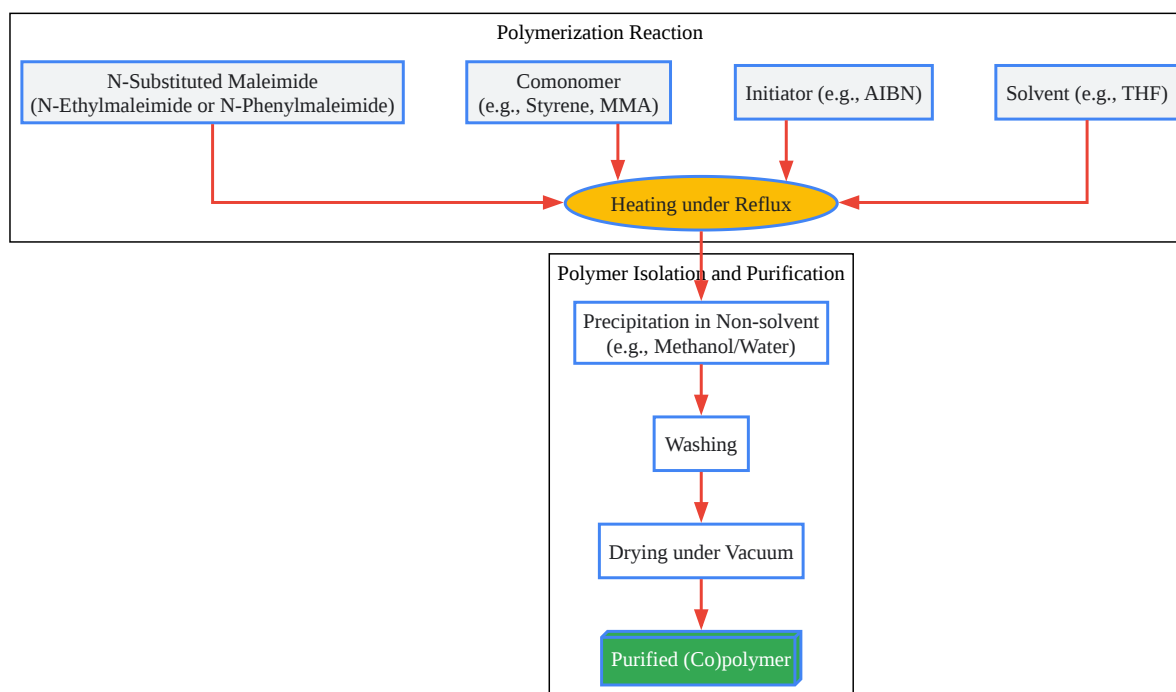 Polymerization Reaction
N-Substituted Maleimide
(N-Ethylmaleimide or N-Phenylmaleimide)
Comonomer
(e.g., Styrene, MMA)
Initiator (e.g., AIBN)
Solvent (e.g., THF)
Heating under Reflux
Polymer Isolation and Purification
Precipitation in Non-solvent
(e.g., Methanol/Water)
Washing
Drying under Vacuum
Purified (Co)polymer